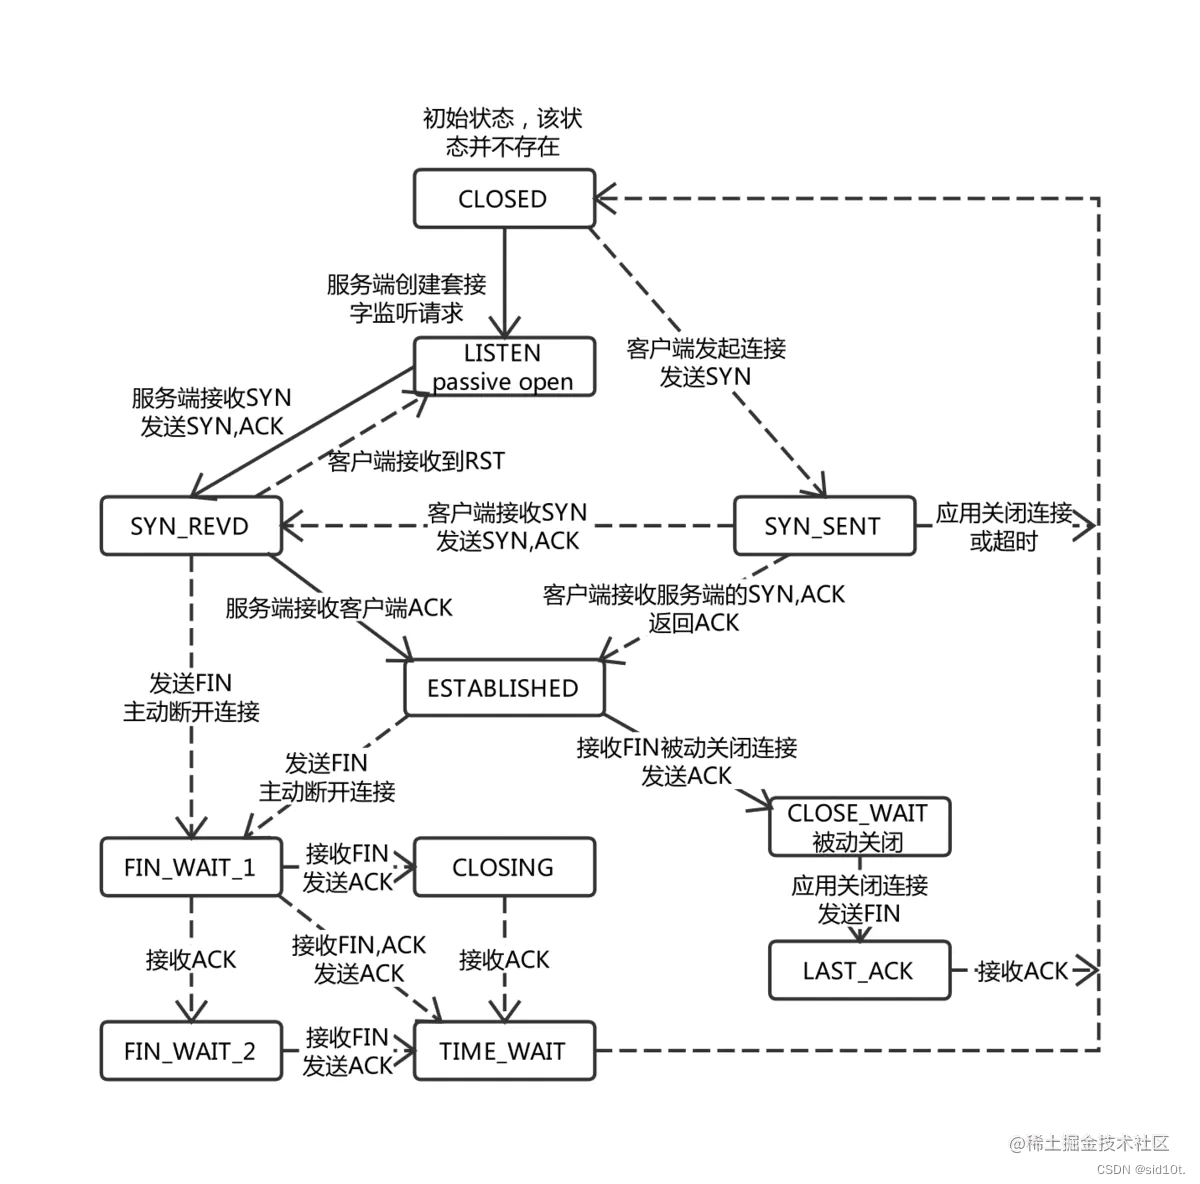 初始状态，该状
态并不存在
CLOSED
服务端创建套接
字监听请求
LISTEN
passive open
客户端发起连接
发送SYN
服务端接收SYN
发送SYN,ACK
客户端接收到RST
SYN_REVD
客户端接收SYN
发送SYN,ACK
SYN_SENT
应用关闭连接
或超时
服务端接收客户端ACK
客户端接收服务端的SYN,ACK
返回ACK
ESTABLISHED
发送FIN
主动断开连接
发送FIN
主动断开连接
接收FIN被动关闭连接
发送ACK
CLOSE_WAIT
被动关闭
FIN_WAIT_1
接收FIN
发送ACK
CLOSING
应用关闭连接
发送FIN
接收ACK
接收FIN,ACK
发送ACK
接收ACK
LAST_ACK
接收ACK
FIN_WAIT_2
接收FIN
发送ACK
TIME_WAIT
@稀土掘金技术社区
CSDN @sid10t.